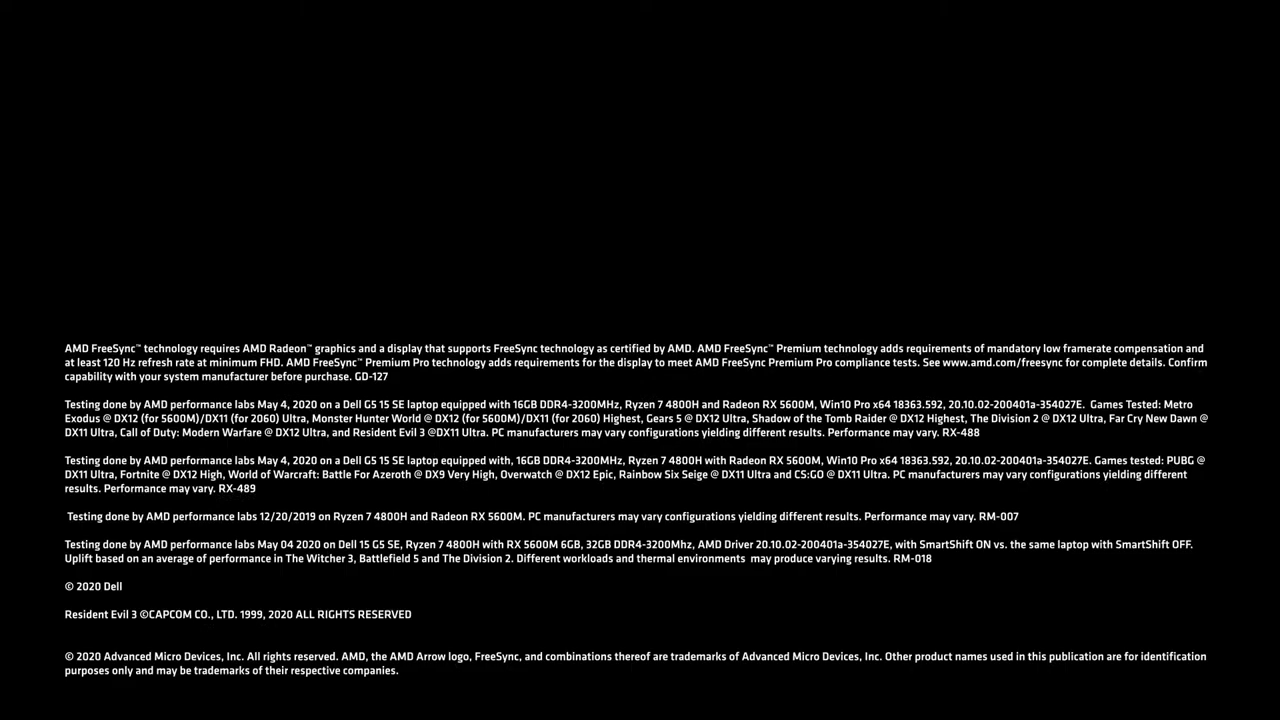 AMD FreeSync™ technology requires AMD Radeon™ graphics and a display that supports FreeSync technology as certified by AMD. AMD FreeSync™ Premium technology adds requirements of mandatory low framerate compensation and
at least 120 Hz refresh rate at minimum FHD. AMD FreeSync™ Premium Pro technology adds requirements for the display to meet AMD FreeSync Premium Pro compliance tests. See www.amd.com/freesync for complete details. Confirm
capability with your system manufacturer before purchase. GD-127
Testing done by AMD performance labs May 4, 2020 on a Dell G5 15 SE laptop equipped with 16GB DDR4-3200MHz, Ryzen 7 4800H and Radeon RX 5600M, Win10 Pro x64 18363.592, 20.10.02-200401a-354027E. Games Tested: Metro
Exodus @ DX12 (for 5600M)/DX11 (for 2060) Ultra, Monster Hunter World @ DX12 (for 5600M)/DX11 (for 2060) Highest, Gears 5 @ DX12 Ultra, Shadow of the Tomb Raider @ DX12 Highest, The Division 2 @ DX12 Ultra, Far Cry New Dawn @
DX11 Ultra, Call of Duty: Modern Warfare @ DX12 Ultra, and Resident Evil 3 @DX11 Ultra. PC manufacturers may vary configurations yielding different results. Performance may vary. RX-488
Testing done by AMD performance labs May 4, 2020 on a Dell G5 15 SE laptop equipped with, 16GB DDR4-3200MHz, Ryzen 7 4800H with Radeon RX 5600M, Win10 Pro x64 18363.592, 20.10.02-200401a-354027E. Games tested: PUBG @
DX11 Ultra, Fortnite @ DX12 High, World of Warcraft: Battle For Azeroth @ DX9 Very High, Overwatch @ DX12 Epic, Rainbow Six Seige @ DX11 Ultra and CS:GO @ DX11 Ultra. PC manufacturers may vary configurations yielding different
results. Performance may vary. RX-489
Testing done by AMD performance labs 12/20/2019 on Ryzen 7 4800H and Radeon RX 5600M. PC manufacturers may vary configurations yielding different results. Performance may vary. RM-007
Testing done by AMD performance labs May 04 2020 on Dell 15 G5 SE, Ryzen 7 4800H with RX 5600M 6GB, 32GB DDR4-3200Mhz, AMD Driver 20.10.02-200401a-354027E, with SmartShift ON vs. the same laptop with SmartShift OFF.
Uplift based on an average of performance in The Witcher 3, Battlefield 5 and The Division 2. Different workloads and thermal environments may produce varying results. RM-018
© 2020 Dell
Resident Evil 3 ©CAPCOM CO., LTD. 1999, 2020 ALL RIGHTS RESERVED
© 2020 Advanced Micro Devices, Inc. All rights reserved. AMD, the AMD Arrow logo, FreeSync, and combinations thereof are trademarks of Advanced Micro Devices, Inc. Other product names used in this publication are for identification
purposes only and may be trademarks of their respective companies.